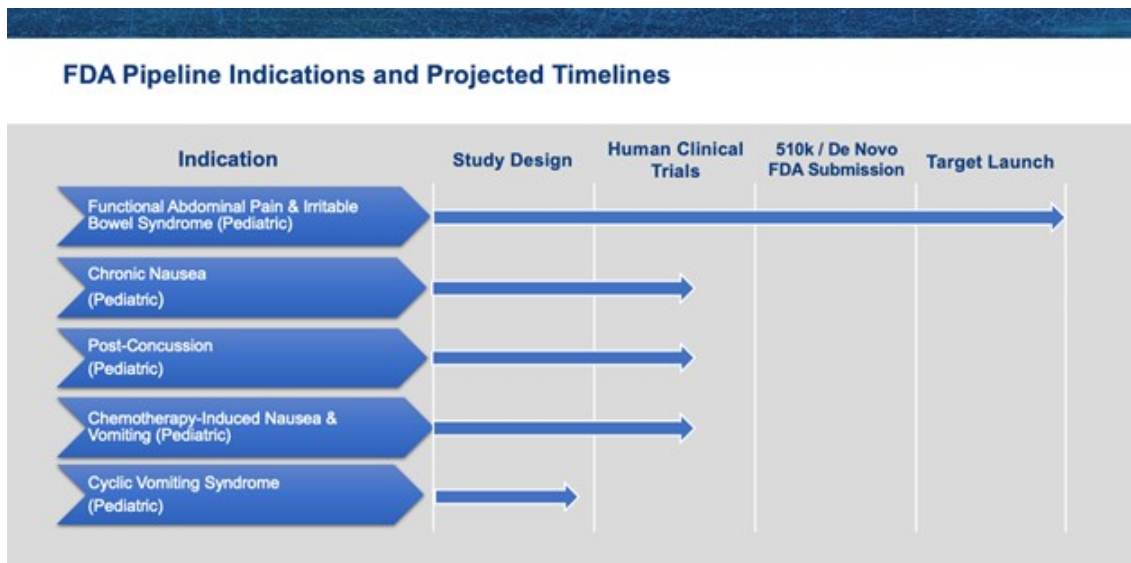 FDA Pipeline Indications and Projected Timelines
Indication
Study Design
Human Clinical
Trials
510k / De Novo
FDA Submission
Target Launch
Functional Abdominal Pain & Irritable
Bowel Syndrome (Pediatric)
Chronic Nausea
(Pediatric)
Post-Concussion
(Pediatric)
Chemotherapy-Induced Nausea &
Vomiting (Pediatric)
Cyclic Vomiting Syndrome
(Pediatric)